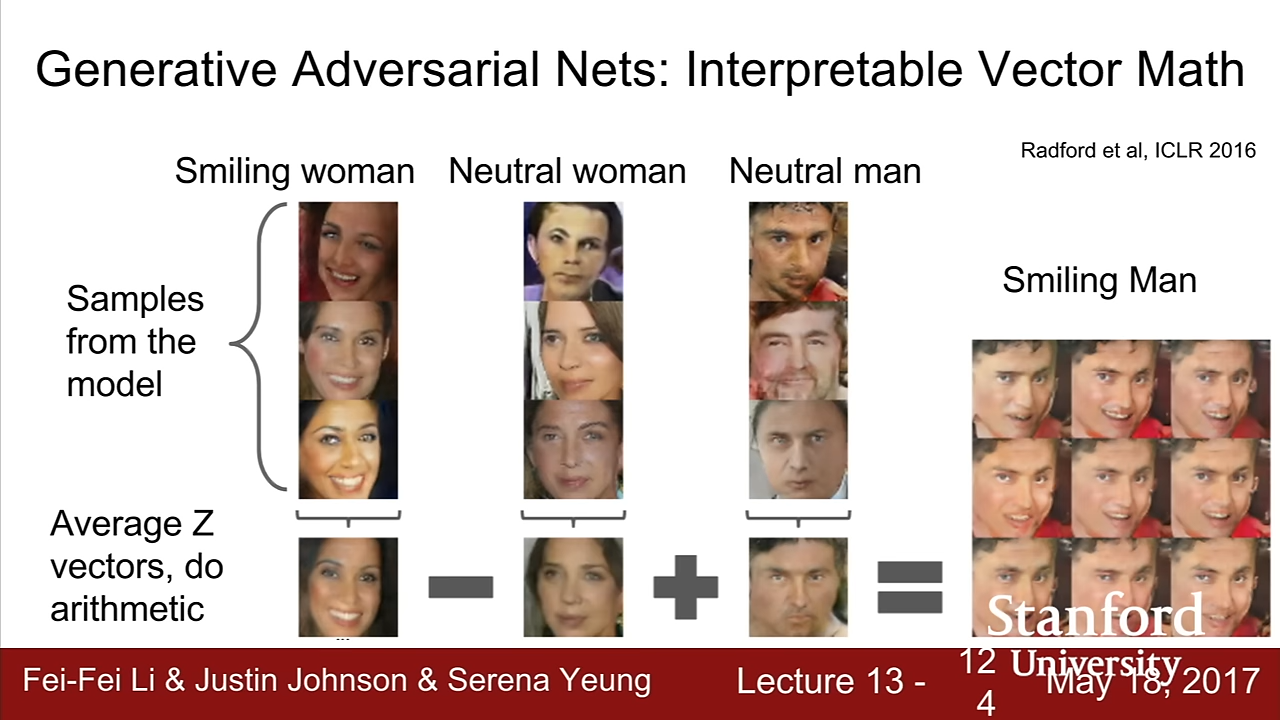 Generative Adversarial Nets: Interpretable Vector Math
Radford et al, ICLR 2016
Smiling woman
Neutral woman
Neutral man
Smiling Man
Samples
from the
model
Average Z
vectors, do
arithmetic
Fei-Fei Li & Justin Johnson & Serena Yeung
Lecture 13 -
12
4
May 18, 2017
Stanford
University